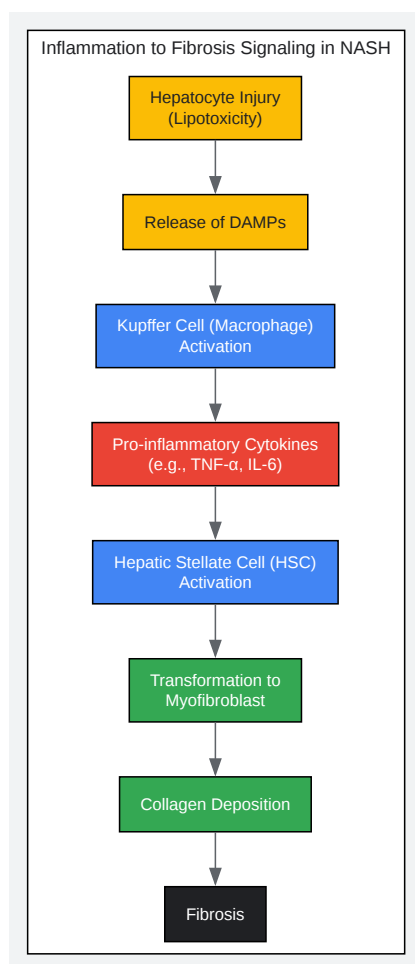 Inflammation to Fibrosis Signaling in NASH
Hepatocyte Injury
(Lipotoxicity)
Release of DAMPs
Kupffer Cell (Macrophage)
Activation
Pro-inflammatory Cytokines
(e.g., TNF-α, IL-6)
Hepatic Stellate Cell (HSC)
Activation
Transformation to
Myofibroblast
Collagen Deposition
Fibrosis